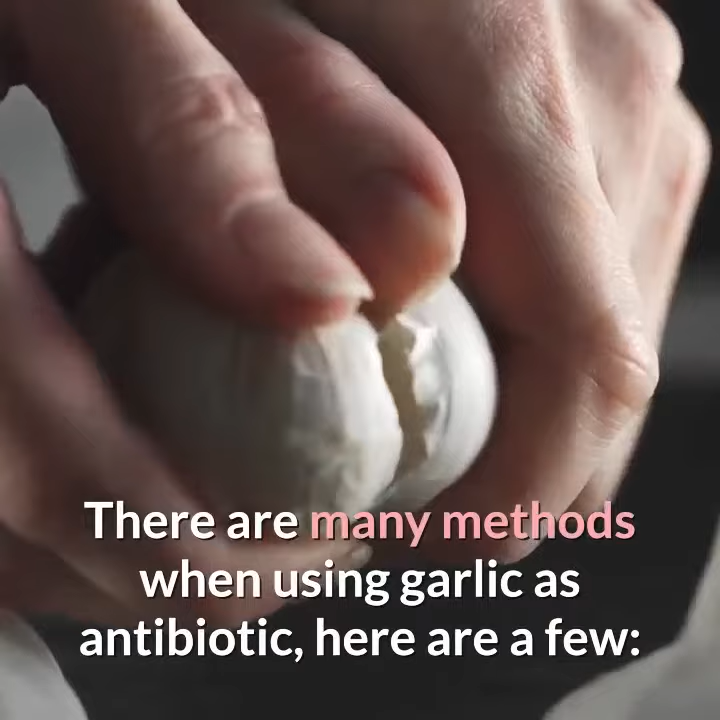 There are many methods
when using garlic as
antibiotic, here are a few: